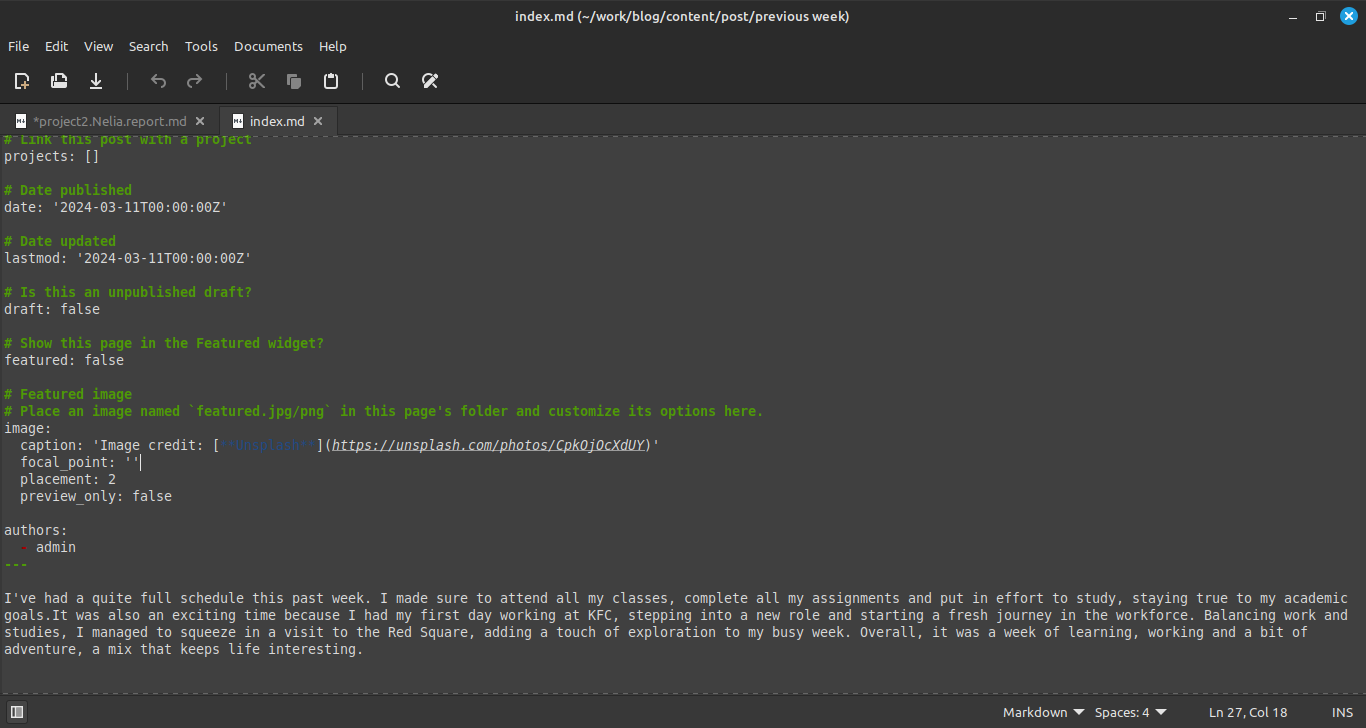 index.md (~/work/blog/content/post/previous week)
File Edit View Search Tools Documents Help
*project2.Nelia.report.md index.md
# Link this post with a project
projects: []
# Date published
date: '2024-03-11T00:00:00Z'
# Date updated
lastmod: '2024-03-11T00:00:00Z'
# Is this an unpublished draft?
draft: false
# Show this page in the Featured widget?
featured: false
# Featured image
# Place an image named `featured.jpg/png` in this page's folder and customize its options here.
image:
caption: 'Image credit: [**Unsplash**](https://unsplash.com/photos/CpkOjOcXdUY)'
focal_point: ''
placement: 2
preview_only: false
authors:
- admin
---
I've had a quite full schedule this past week. I made sure to attend all my classes, complete all my assignments and put in effort to study, staying true to my academic
goals.It was also an exciting time because I had my first day working at KFC, stepping into a new role and starting a fresh journey in the workforce. Balancing work and
studies, I managed to squeeze in a visit to the Red Square, adding a touch of exploration to my busy week. Overall, it was a week of learning, working and a bit of
adventure, a mix that keeps life interesting.
Markdown Spaces: 4 Ln 27, Col 18 INS